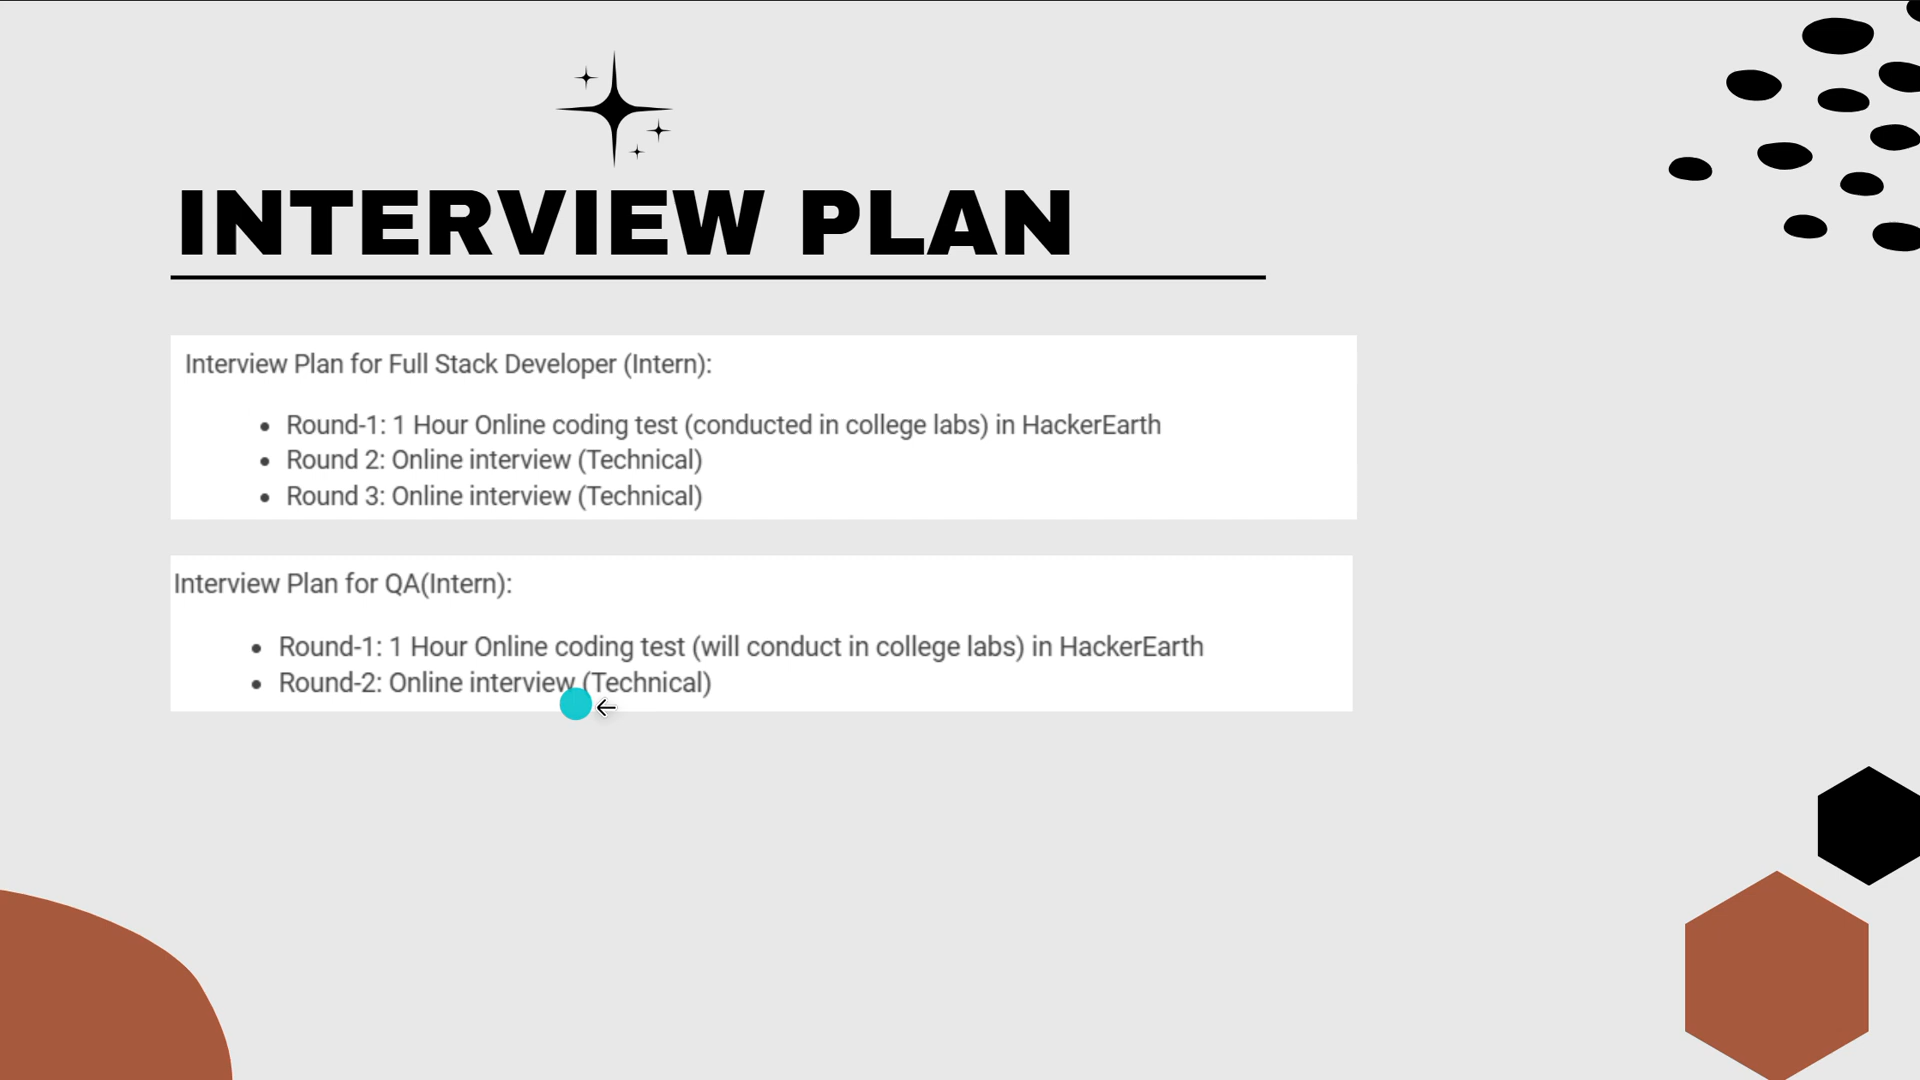 INTERVIEW PLAN
Interview Plan for Full Stack Developer (Intern):
• Round-1: 1 Hour Online coding test (conducted in college labs) in HackerEarth
• Round 2: Online interview (Technical)
• Round 3: Online interview (Technical)
Interview Plan for QA(Intern):
• Round-1: 1 Hour Online coding test (will conduct in college labs) in HackerEarth
• Round-2: Online interview (Technical)